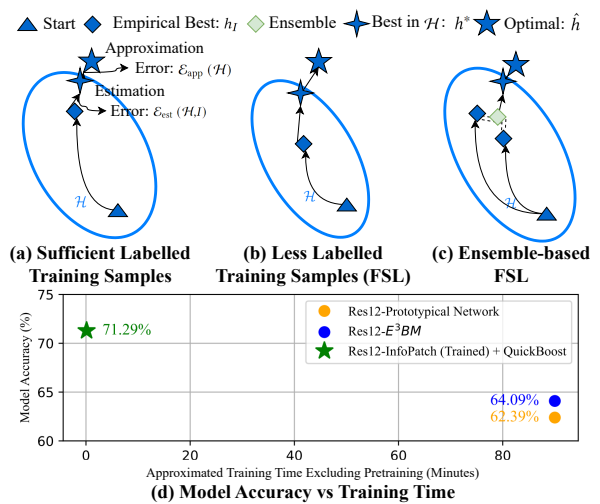 Start Empirical Best: h_I Ensemble Best in ℋ: h* Optimal: ĥ
Approximation
Error: ℰ_app (ℋ)
Estimation
Error: ℰ_est (ℋ,I)
ℋ
ℋ
ℋ
(a) Sufficient Labelled
Training Samples
(b) Less Labelled
Training Samples (FSL)
(c) Ensemble-based
FSL
75
70
65
60
Model Accuracy (%)
71.29%
Res12-Prototypical Network
Res12-E³BM
Res12-InfoPatch (Trained) + QuickBoost
64.09%
62.39%
0 20 40 60 80
Approximated Training Time Excluding Pretraining (Minutes)
(d) Model Accuracy vs Training Time